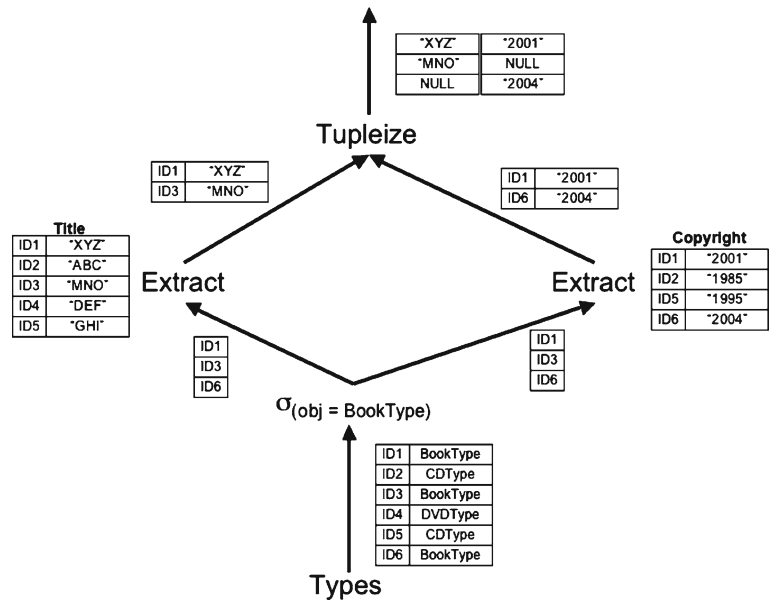 "XYZ" "2001"
"MNO" NULL
NULL "2004"
Tupleize
ID1 "XYZ"
ID3 "MNO"
ID1 "2001"
ID6 "2004"
Title
ID1 "XYZ"
ID2 "ABC"
ID3 "MNO"
ID4 "DEF"
ID5 "GHI"
Extract
Extract
Copyright
ID1 "2001"
ID2 "1985"
ID5 "1995"
ID6 "2004"
ID1
ID3
ID6
ID1
ID3
ID6
σ(obj = BookType)
ID1 BookType
ID2 CDType
ID3 BookType
ID4 DVDType
ID5 CDType
ID6 BookType
Types